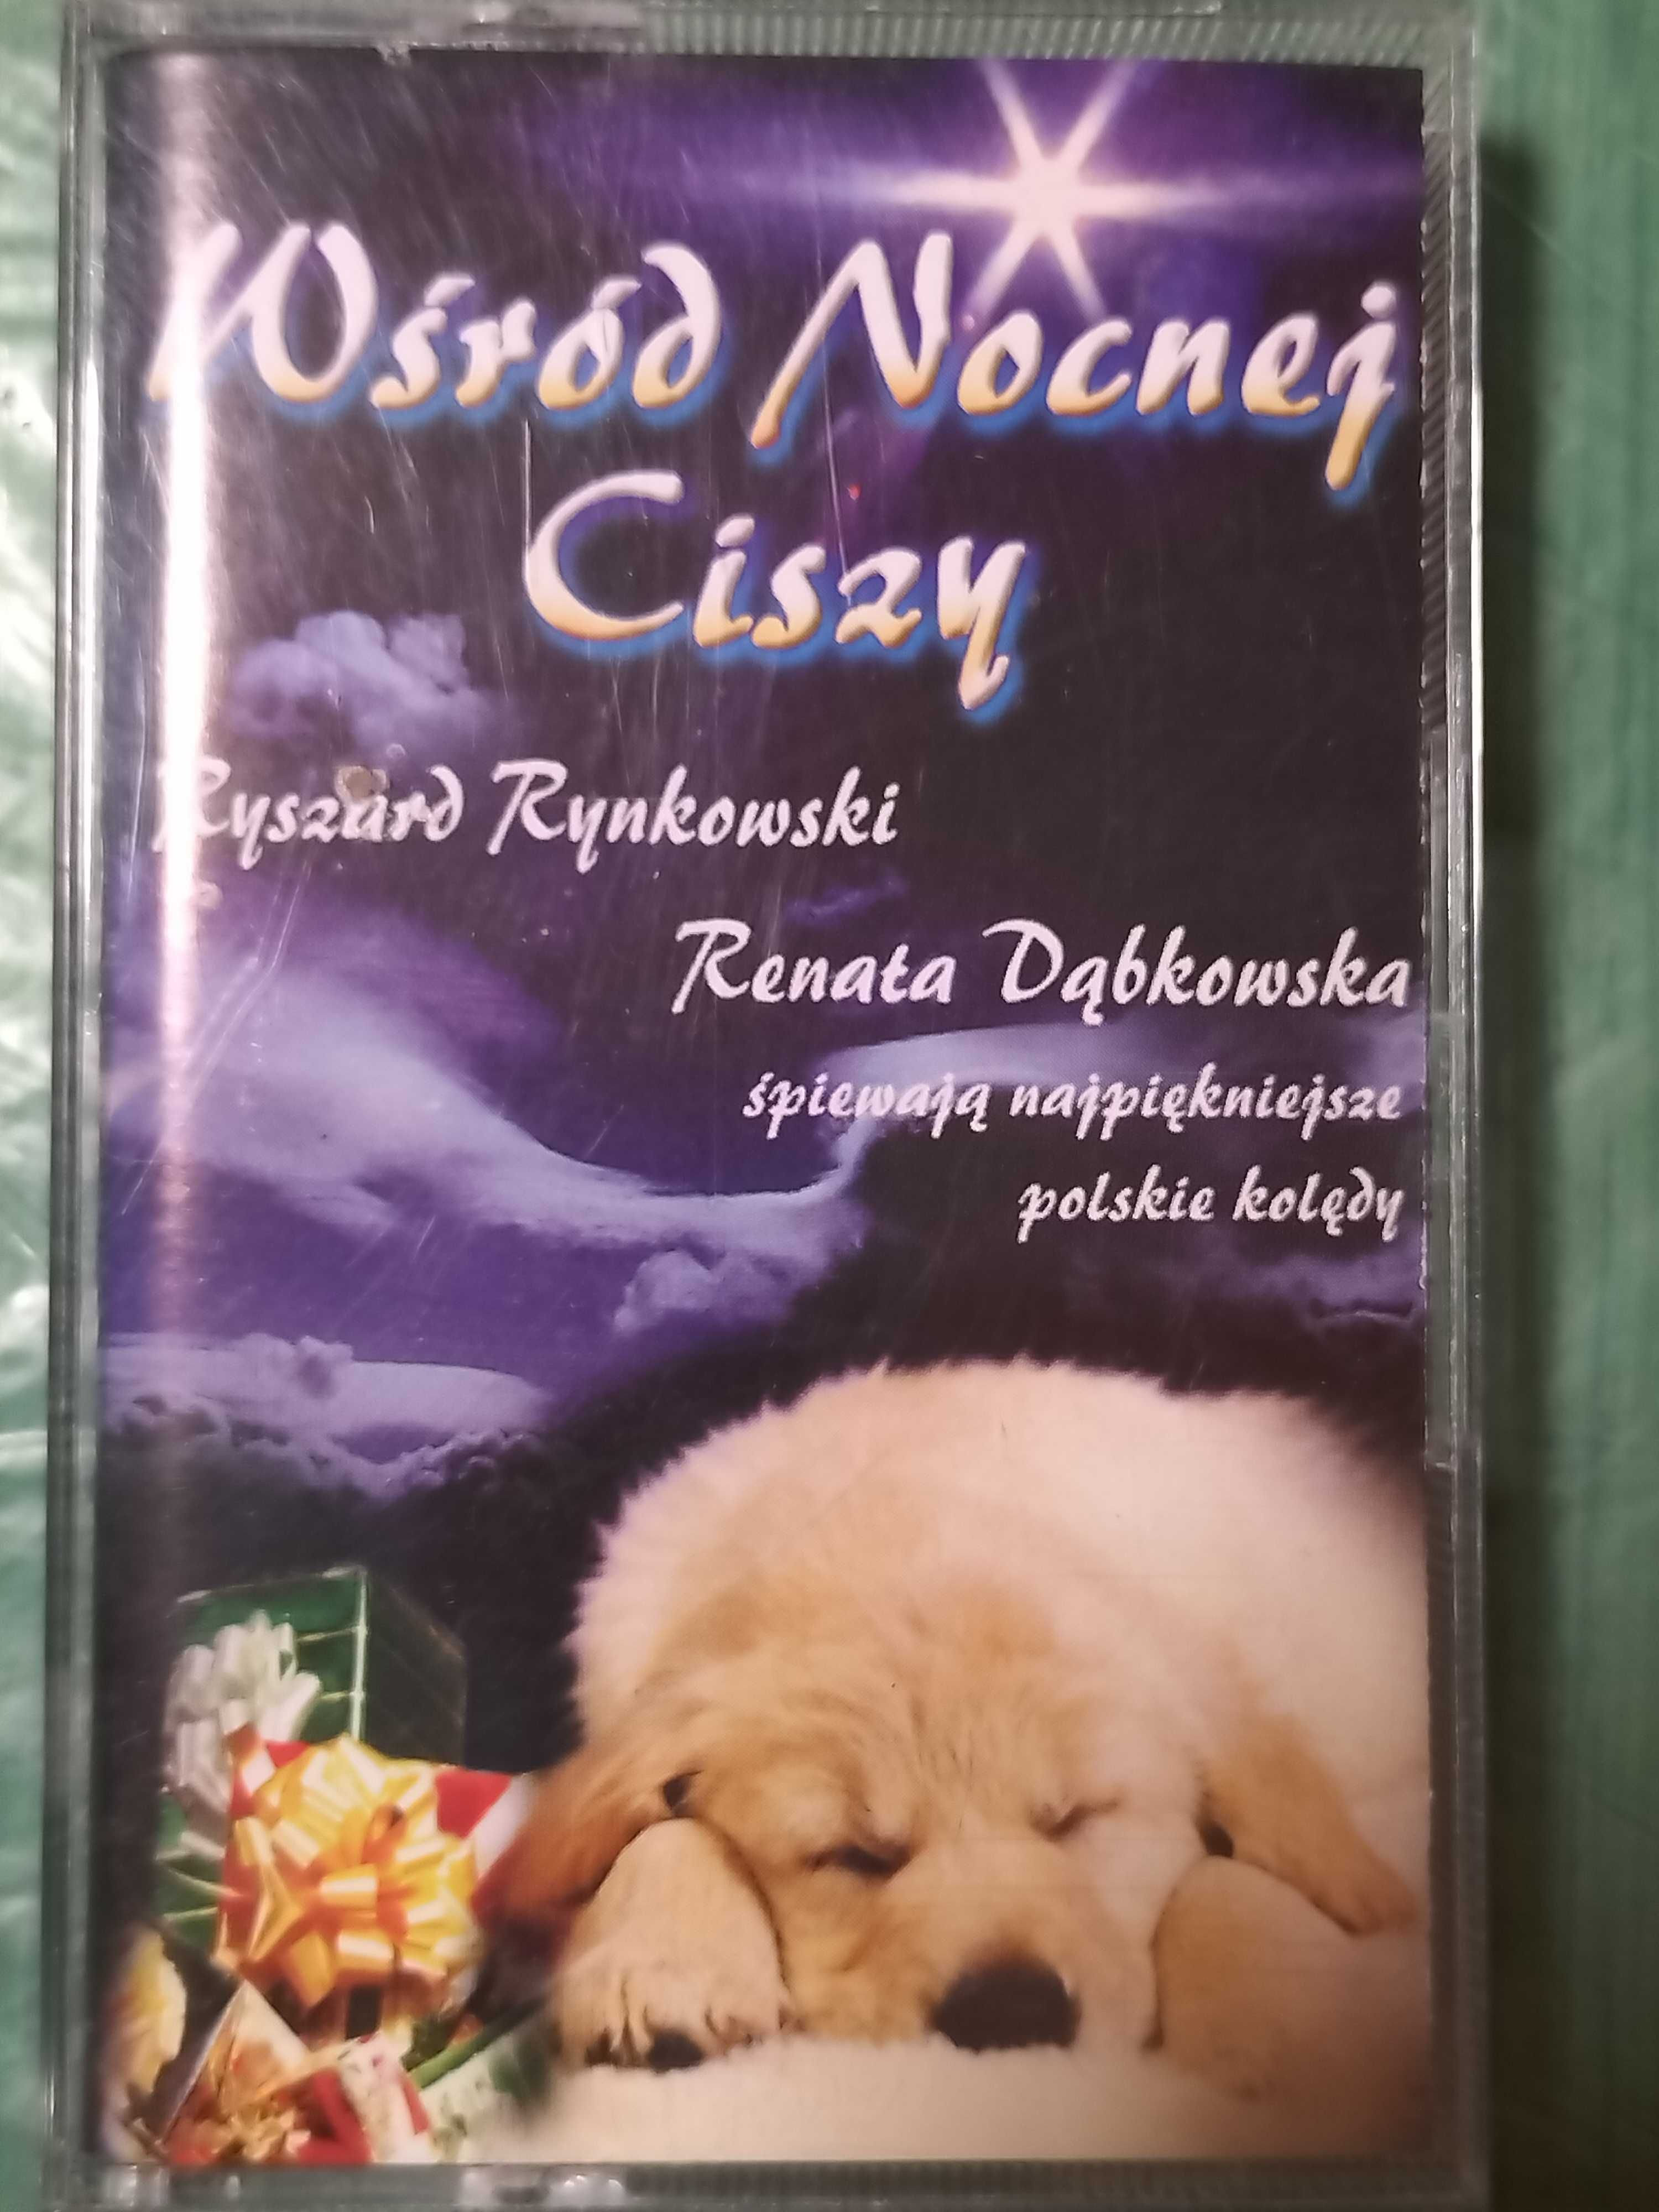 Wśród Nocnej
Ciszy
Ryszard Rynkowski
Renata Dąbkowska
śpiewają najpiękniejsze
polskie kolędy